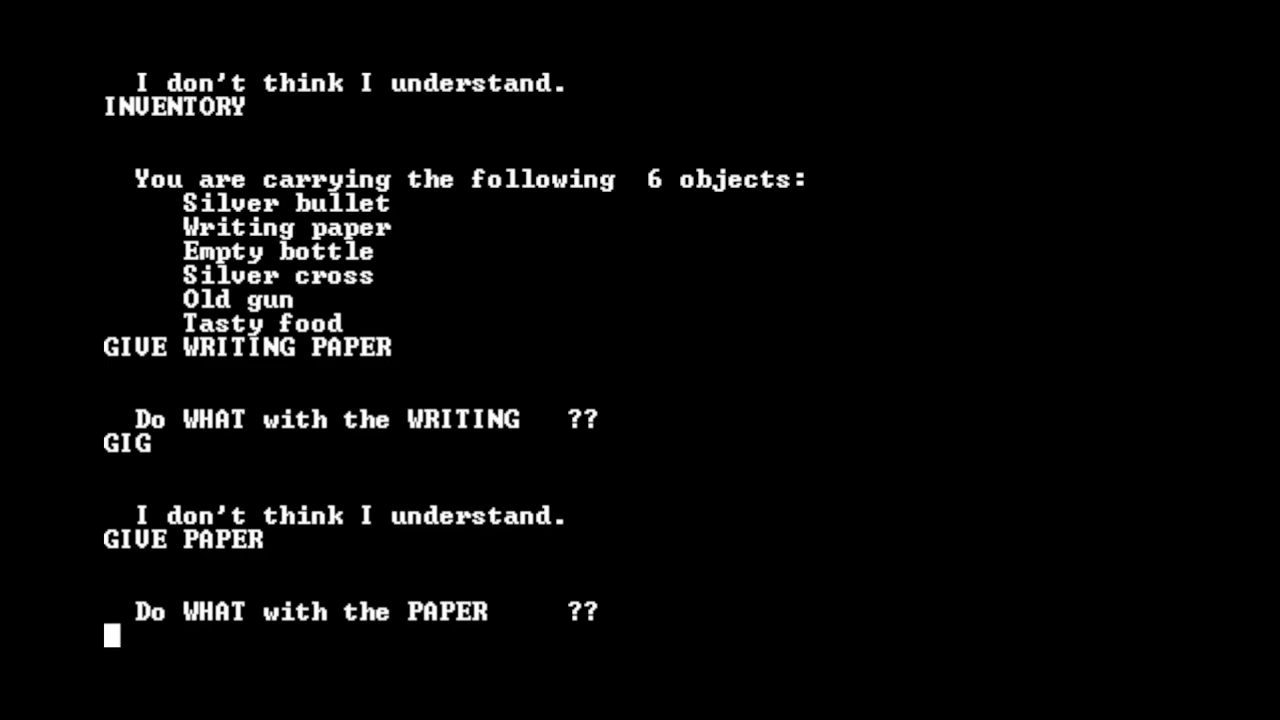 I don't think I understand.
INVENTORY
You are carrying the following  6 objects:
Silver bullet
Writing paper
Empty bottle
Silver cross
Old gun
Tasty food
GIVE WRITING PAPER
Do WHAT with the WRITING   ??
GIG
I don't think I understand.
GIVE PAPER
Do WHAT with the PAPER     ??